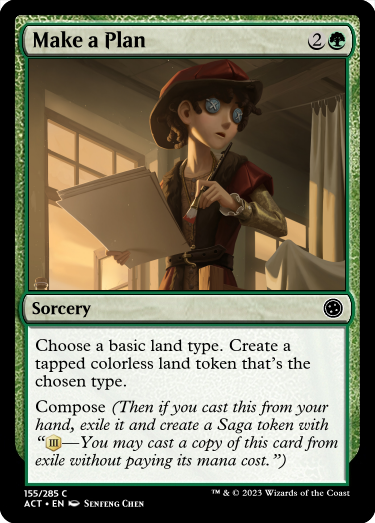 Make a Plan 2
Sorcery
Choose a basic land type. Create a
tapped colorless land token that's the
chosen type.
Compose (Then if you cast this from your
hand, exile it and create a Saga token with
“III—You may cast a copy of this card from
exile without paying its mana cost.”)
155/285 C
ACT • EN Senfeng Chen
™ & © 2023 Wizards of the Coast